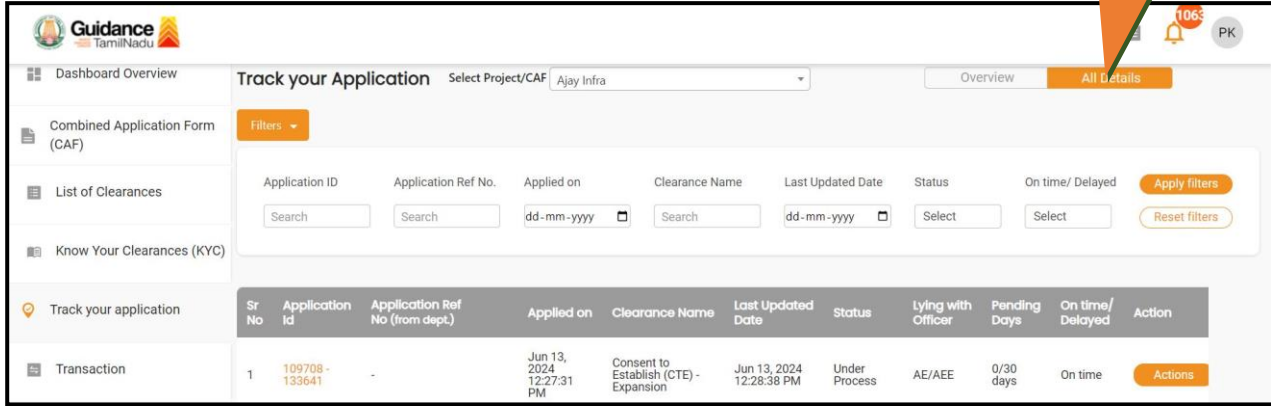 Guidance
TamilNadu
1063
PK
Dashboard Overview
Combined Application Form
(CAF)
List of Clearances
Know Your Clearances (KYC)
Track your application
Transaction
Track your Application Select Project/CAF Ajay Infra
Overview All Details
Filters
Application ID Application Ref No. Applied on Clearance Name Last Updated Date Status On time/ Delayed Apply filters
Search Search dd-mm-yyyy Search dd-mm-yyyy Select Select Reset filters
Sr No Application Id Application Ref No (from dept.) Applied on Clearance Name Last Updated Date Status Lying with Officer Pending Days On time/ Delayed Action
1 109708 - 133641 - Jun 13, 2024 12:27:31 PM Consent to Establish (CTE) - Expansion Jun 13, 2024 12:28:38 PM Under Process AE/AEE 0/30 days On time Actions